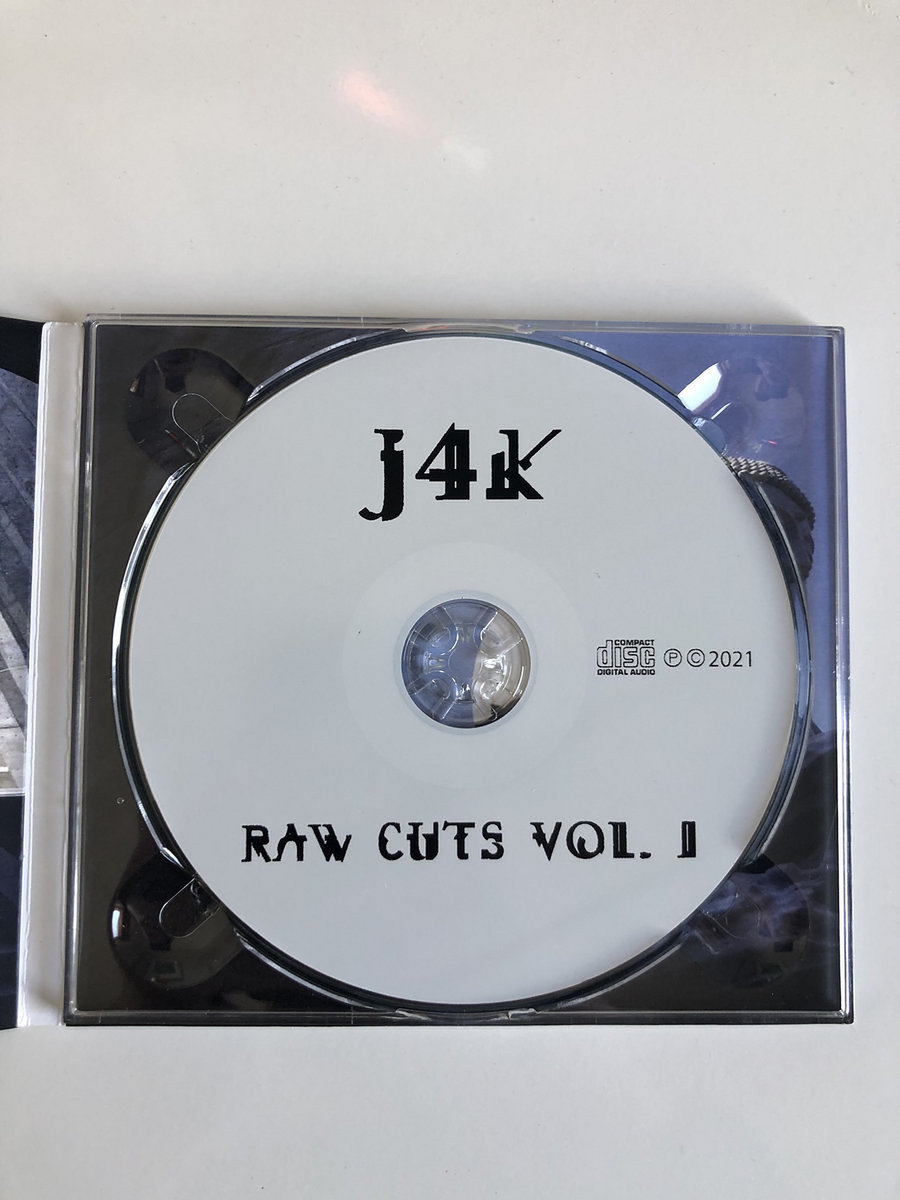 J4K
COMPACT
disc
DIGITAL AUDIO
℗ © 2021
RAW CUTS VOL. 1